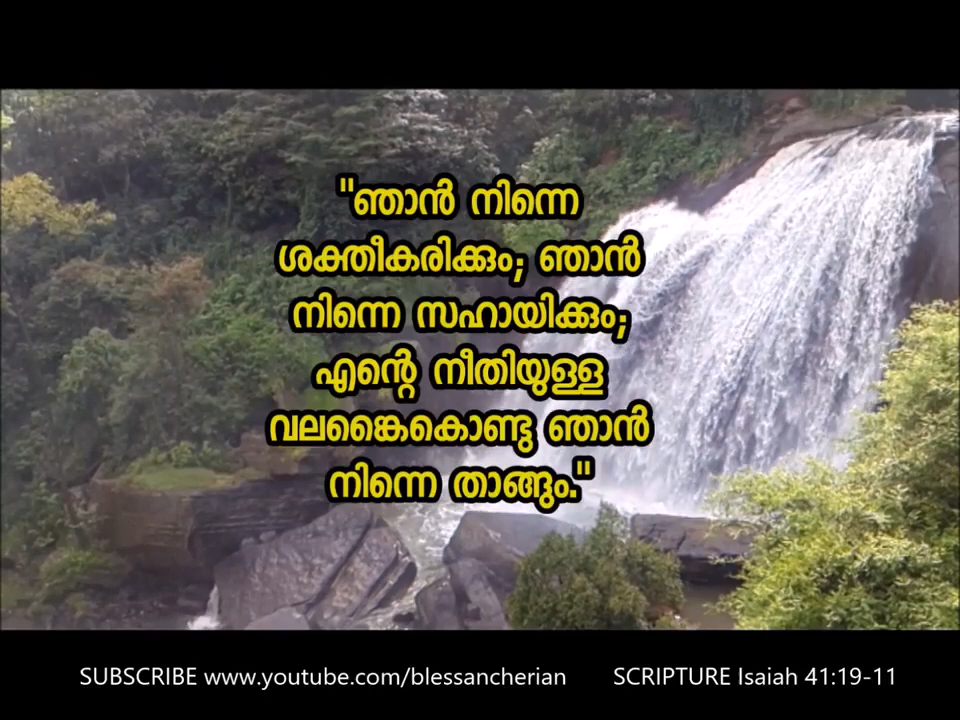 "ഞാൻ നിന്നെ
ശക്തീകരിക്കും; ഞാൻ
നിന്നെ സഹായിക്കും;
എന്റെ നീതിയുള്ള
വലങ്കൈകൊണ്ടു ഞാൻ
നിന്നെ താങ്ങും."
SUBSCRIBE www.youtube.com/blessancherian SCRIPTURE Isaiah 41:19-11